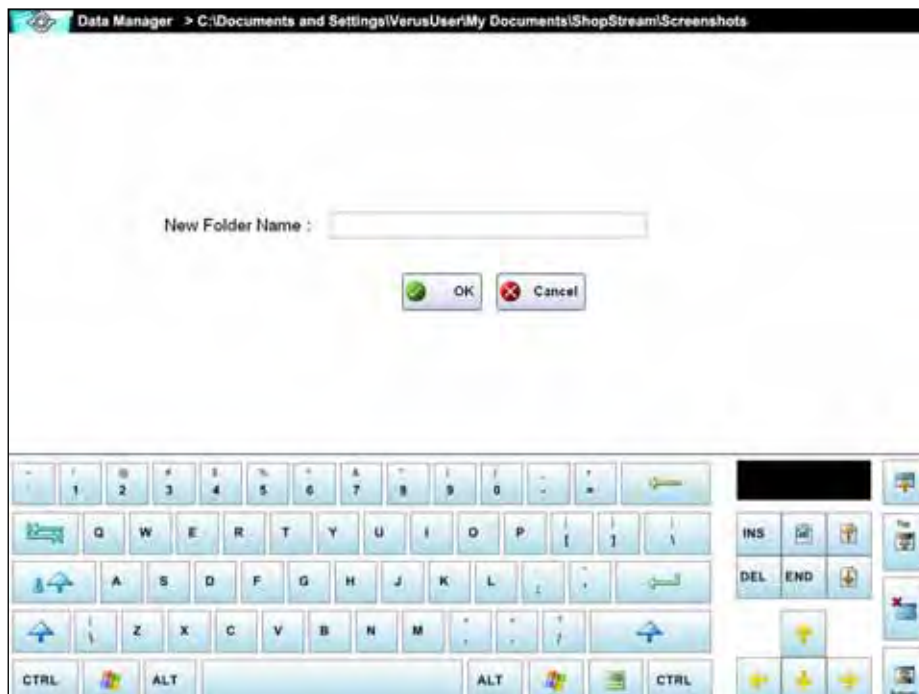 Data Manager > C:\Documents and Settings\VerusUser\My Documents\ShopStream\Screenshots
New Folder Name :
OK Cancel
1 2 3 4 5 6 7 8 9 0 - =
Q W E R T Y U I O P [ ] \ INS
A S D F G H J K L ; ' DEL END
\ Z X C V B N M , . /
CTRL ALT ALT CTRL